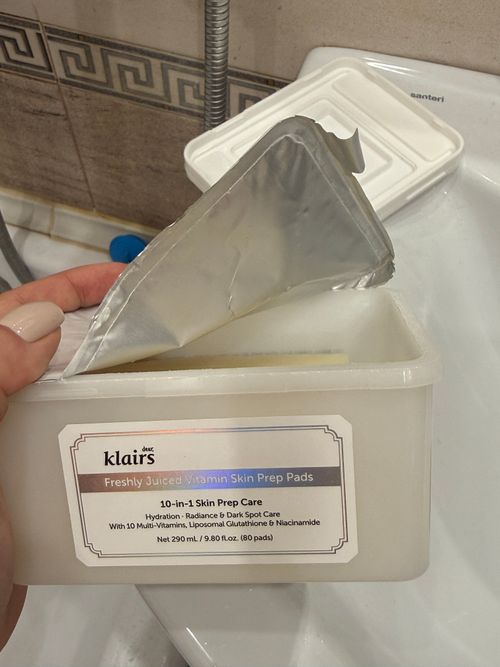 santeri
dear,
klairs
Freshly Juiced Vitamin Skin Prep Pads
10-in-1 Skin Prep Care
Hydration · Radiance & Dark Spot Care
With 10 Multi-Vitamins, Liposomal Glutathione & Niacinamide
Net 290 mL / 9.80 fl.oz. (80 pads)